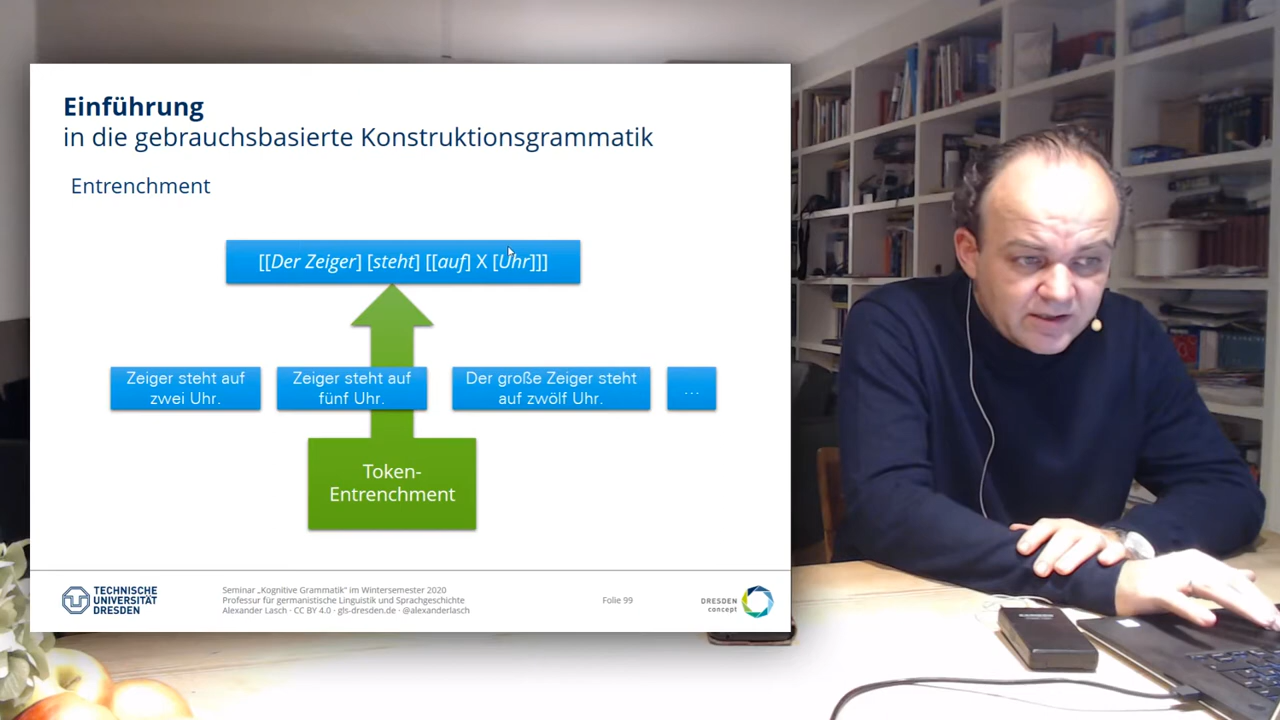 Einführung
in die gebrauchsbasierte Konstruktionsgrammatik
Entrenchment
[[Der Zeiger] [steht] [[auf] X [Uhr]]]
Zeiger steht auf
zwei Uhr.
Zeiger steht auf
fünf Uhr.
Der große Zeiger steht
auf zwölf Uhr.
...
Token-
Entrenchment
TECHNISCHE
UNIVERSITÄT
DRESDEN
Seminar „Kognitive Grammatik“ im Wintersemester 2020
Professur für germanistische Linguistik und Sprachgeschichte
Alexander Lasch · CC BY 4.0 · gls-dresden.de · @alexanderlasch
Folie 99
DRESDEN
concept